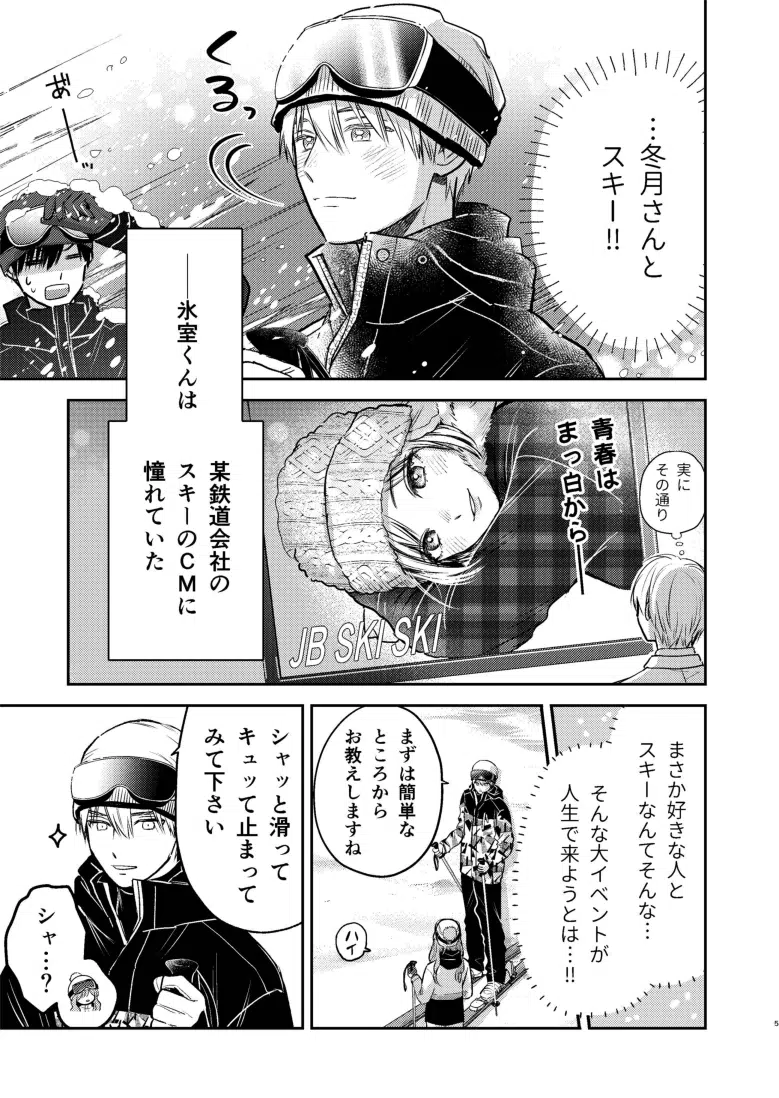 …冬月さんと
スキー!!
くるっ
あ゛ーッ
――氷室くんは
某鉄道会社の
スキーのCMに
憧れていた
青春は
まっ白から――
実に
その通り
JB SKI SKI
まさか好きな人と
スキーなんてそんな…
そんな大イベントが
人生で来ようとは…!!
まずは簡単な
ところから
お教えしますね
ハイ
シャッと滑って
キュッて止まって
みて下さい
シャ…?
5